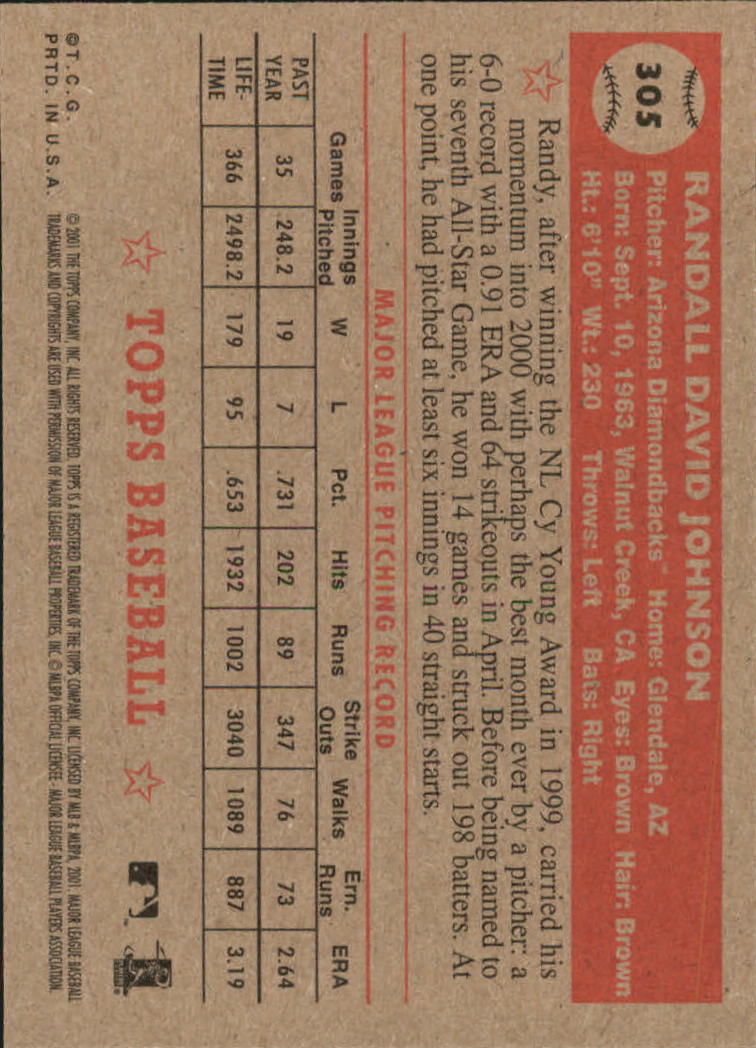 305
RANDALL DAVID JOHNSON
Pitcher: Arizona Diamondbacks™ Home: Glendale, AZ
Born: Sept. 10, 1963, Walnut Creek, CA Eyes: Brown Hair: Brown
Ht.: 6'10" Wt.: 230 Throws: Left Bats: Right
Randy, after winning the NL Cy Young Award in 1999, carried his
momentum into 2000 with perhaps the best month ever by a pitcher: a
6-0 record with a 0.91 ERA and 64 strikeouts in April. Before being named to
his seventh All-Star Game, he won 14 games and struck out 198 batters. At
one point, he had pitched at least six innings in 40 straight starts.
MAJOR LEAGUE PITCHING RECORD
Games Innings Pitched W L Pct. Hits Runs Strike Outs Walks Ern. Runs ERA
PAST YEAR 35 248.2 19 7 .731 202 89 347 76 73 2.64
LIFE-TIME 366 2498.2 179 95 .653 1932 1002 3040 1089 887 3.19
TOPPS BASEBALL
©T.C.G. © 2001 THE TOPPS COMPANY, INC. ALL RIGHTS RESERVED. TOPPS IS A REGISTERED TRADEMARK OF THE TOPPS COMPANY, INC. LICENSED BY MLB & MLBPA, 2001. MAJOR LEAGUE BASEBALL
PRTD. IN U.S.A. TRADEMARKS AND COPYRIGHTS ARE USED WITH PERMISSION OF MAJOR LEAGUE BASEBALL PROPERTIES, INC. © MLBPA OFFICIAL LICENSEE - MAJOR LEAGUE BASEBALL PLAYERS ASSOCIATION.